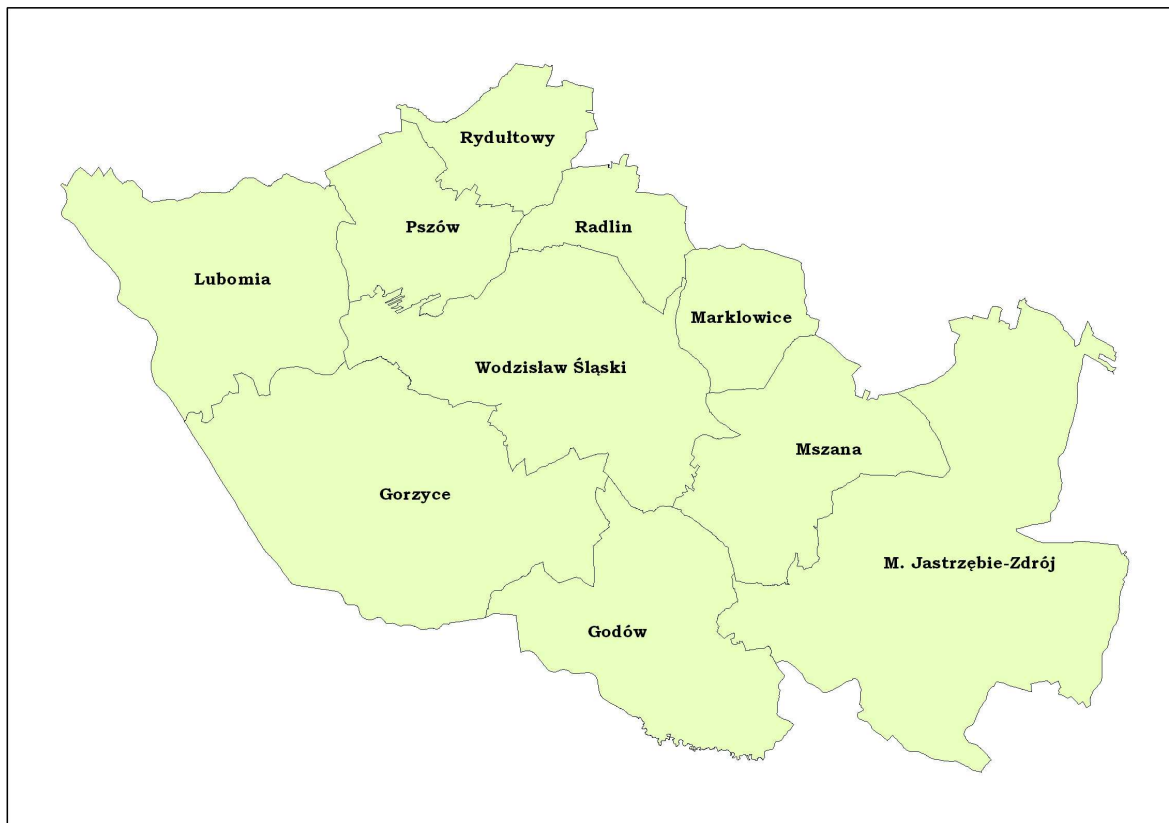 Rydułtowy
Pszów
Radlin
Lubomia
Marklowice
Wodzisław Śląski
Mszana
Gorzyce
M. Jastrzębie-Zdrój
Godów